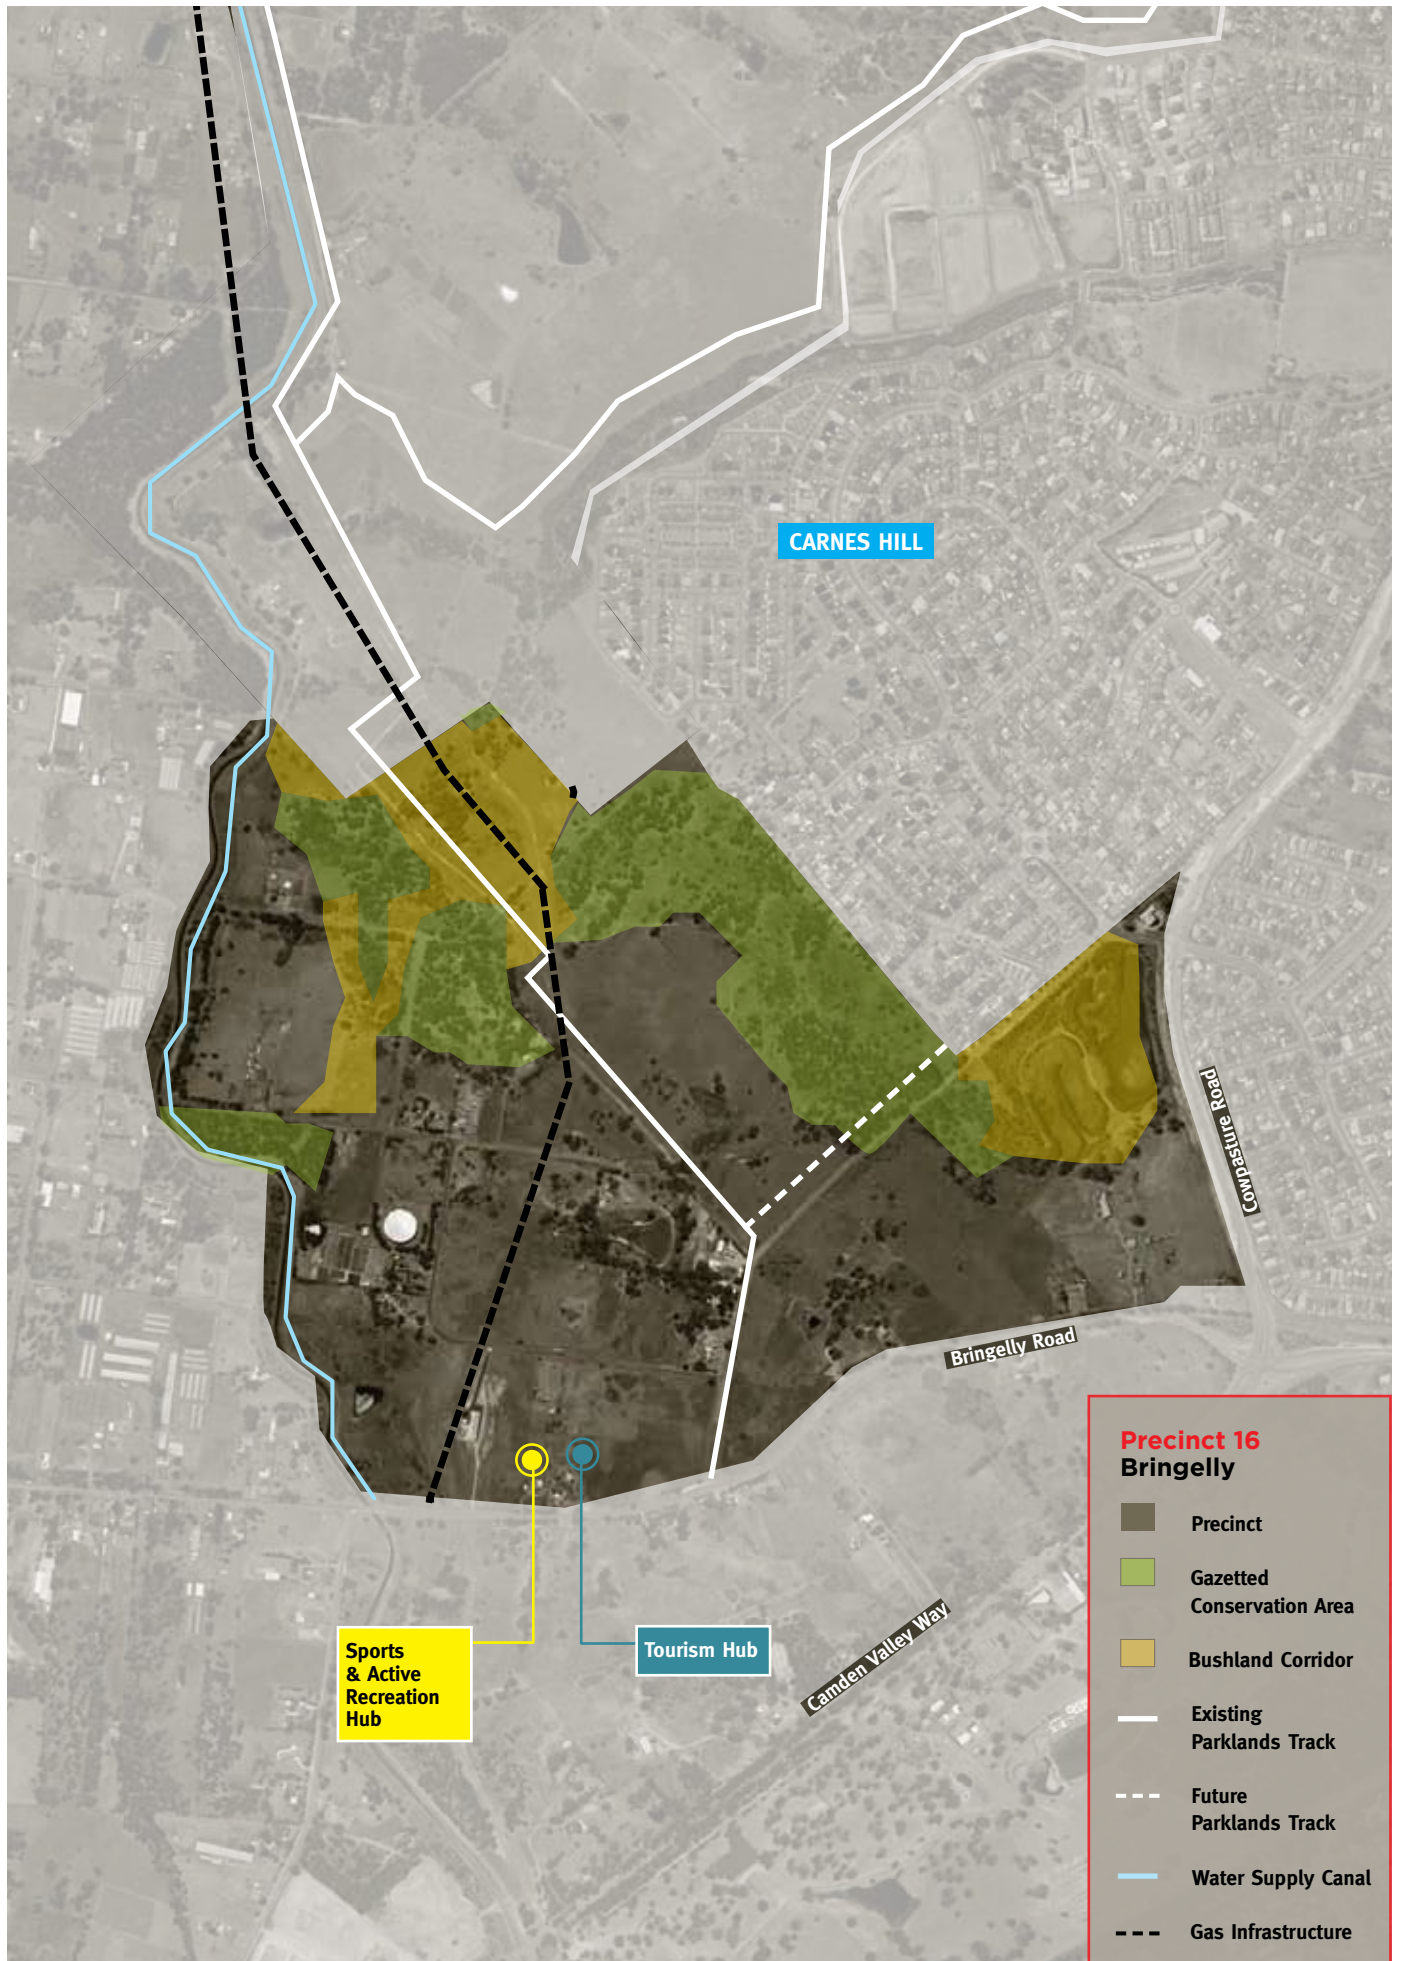 CARNES HILL
Cowpasture Road
Bringelly Road
Camden Valley Way
Sports
& Active
Recreation
Hub
Tourism Hub
Precinct 16
Bringelly
Precinct
Gazetted
Conservation Area
Bushland Corridor
Existing
Parklands Track
Future
Parklands Track
Water Supply Canal
Gas Infrastructure